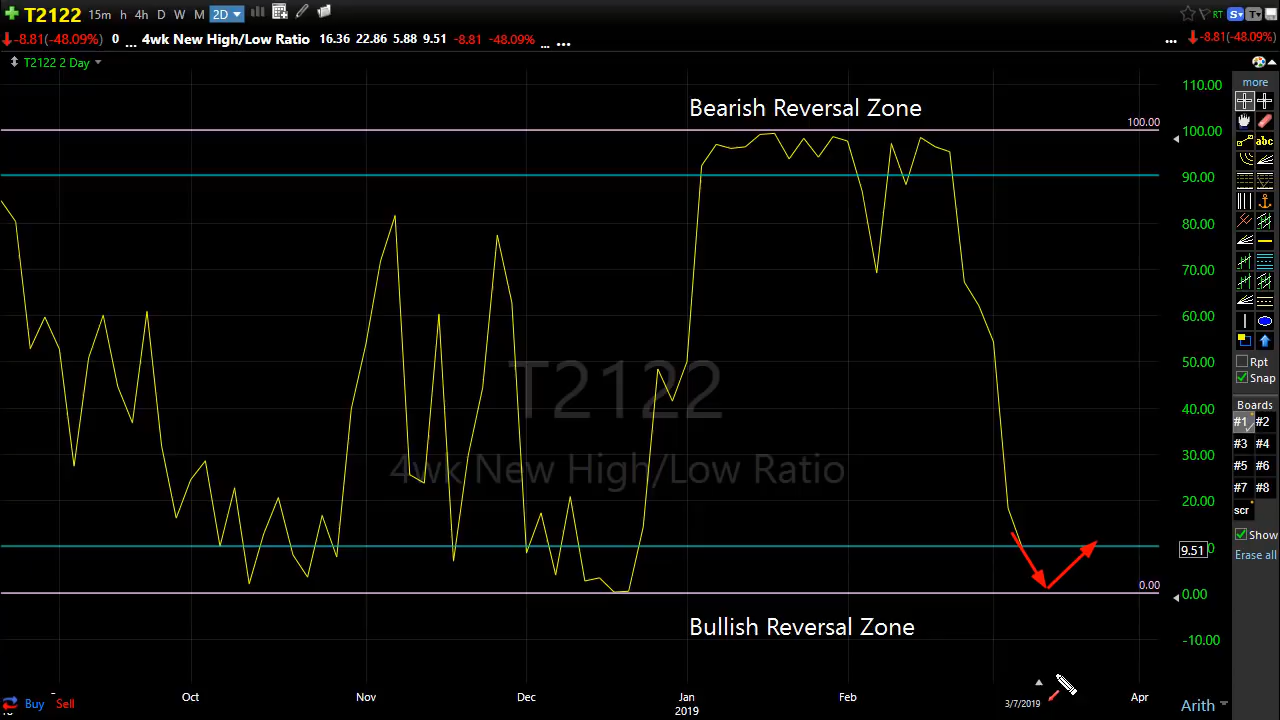 T2122 15m h 4h D W M 2D RT S T
-8.81(-48.09%) 0 ... 4wk New High/Low Ratio 16.36 22.86 5.88 9.51 -8.81 -48.09% ... ... ... -8.81(-48.09%)
T2122 2 Day
more
110.00
Bearish Reversal Zone
100.00
100.00
abc
90.00
80.00
70.00
60.00
50.00
Rpt
Snap
T2122
40.00
Boards
#1 #2
#3 #4
4wk New High/Low Ratio
30.00
#5 #6
#7 #8
20.00
scr
Show
9.51
0
Erase all
0.00
0.00
Bullish Reversal Zone
-10.00
Oct Nov Dec Jan Feb Apr
2019
3/7/2019
Buy Sell
Arith